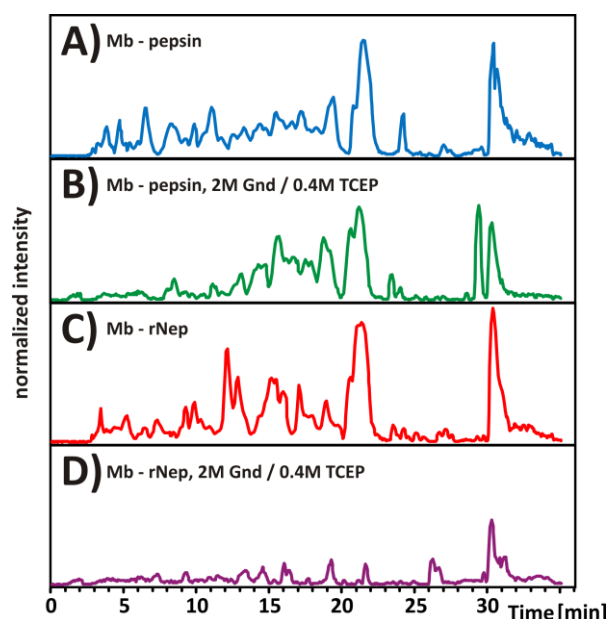 A) Mb - pepsin
B) Mb - pepsin, 2M Gnd / 0.4M TCEP
C) Mb - rNep
D) Mb - rNep, 2M Gnd / 0.4M TCEP
normalized intensity
0 5 10 15 20 25 30 Time[min]